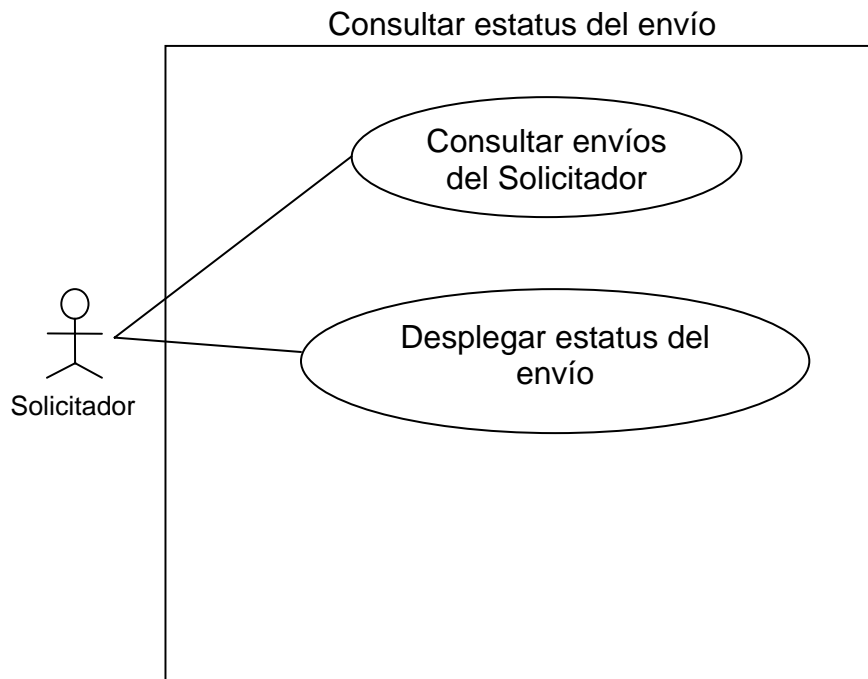 Consultar estatus del envío
Consultar envíos
del Solicitador
Desplegar estatus del
envío
Solicitador